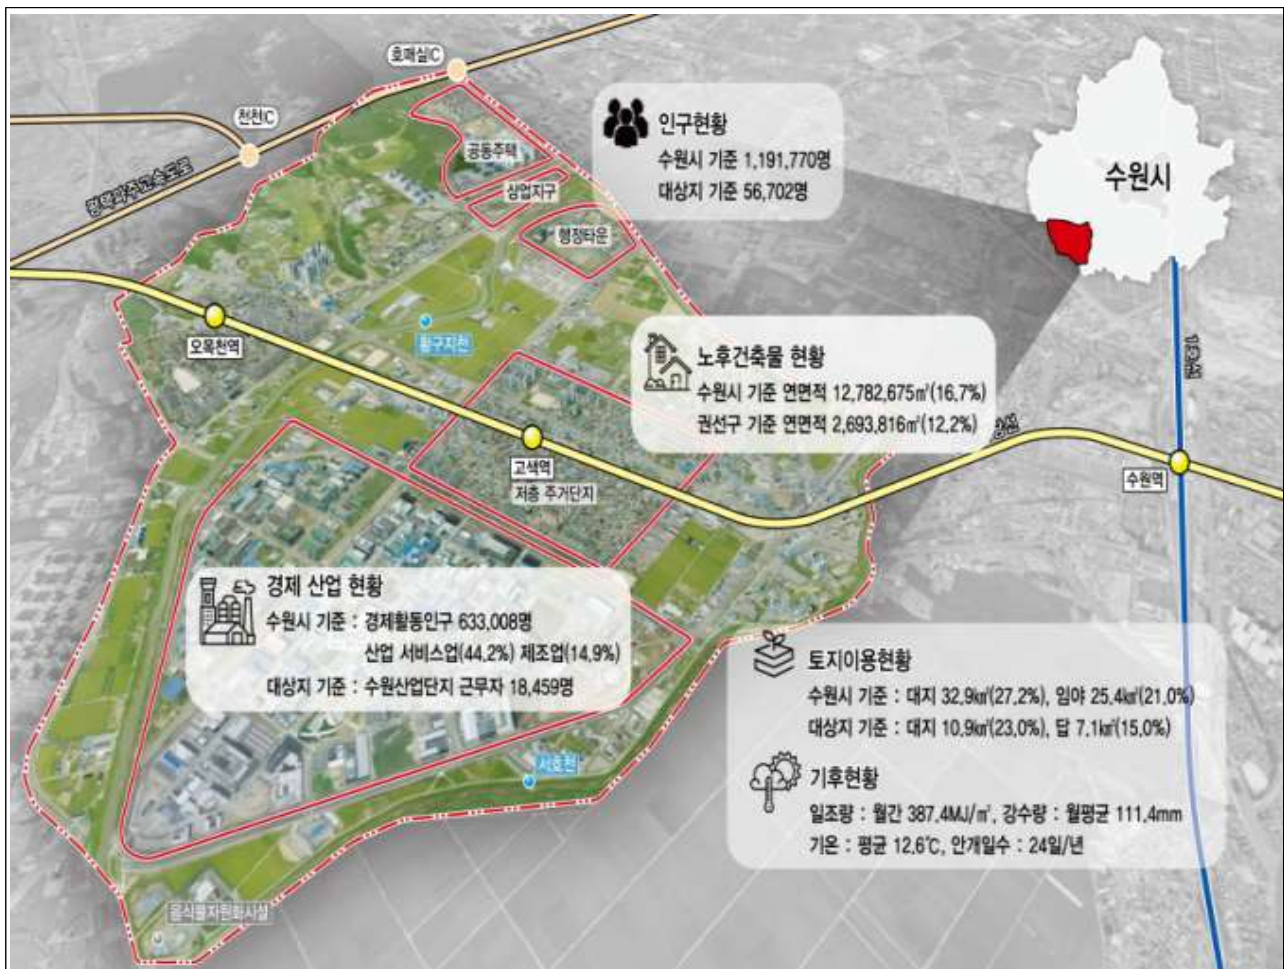 호매실IC
천천IC
평택파주고속도로
공동주택
상업지구
행정타운
인구현황
수원시 기준 1,191,770명
대상지 기준 56,702명
수원시
1호선
오목천역
황구지천
노후건축물 현황
수원시 기준 연면적 12,782,675㎡(16.7%)
권선구 기준 연면적 2,693,816㎡(12.2%)
고색역
저층 주거단지
수원역
경제 산업 현황
수원시 기준 : 경제활동인구 633,008명
산업 서비스업(44.2%) 제조업(14.9%)
대상지 기준 : 수원산업단지 근무자 18,459명
토지이용현황
수원시 기준 : 대지 32.9㎢(27.2%), 임야 25.4㎢(21.0%)
대상지 기준 : 대지 10.9㎢(23.0%), 답 7.1㎢(15.0%)
서호천
기후현황
일조량 : 월간 387.4MJ/㎡, 강수량 : 월평균 111.4mm
기온 : 평균 12.6℃, 안개일수 : 24일/년
음식물자원화시설